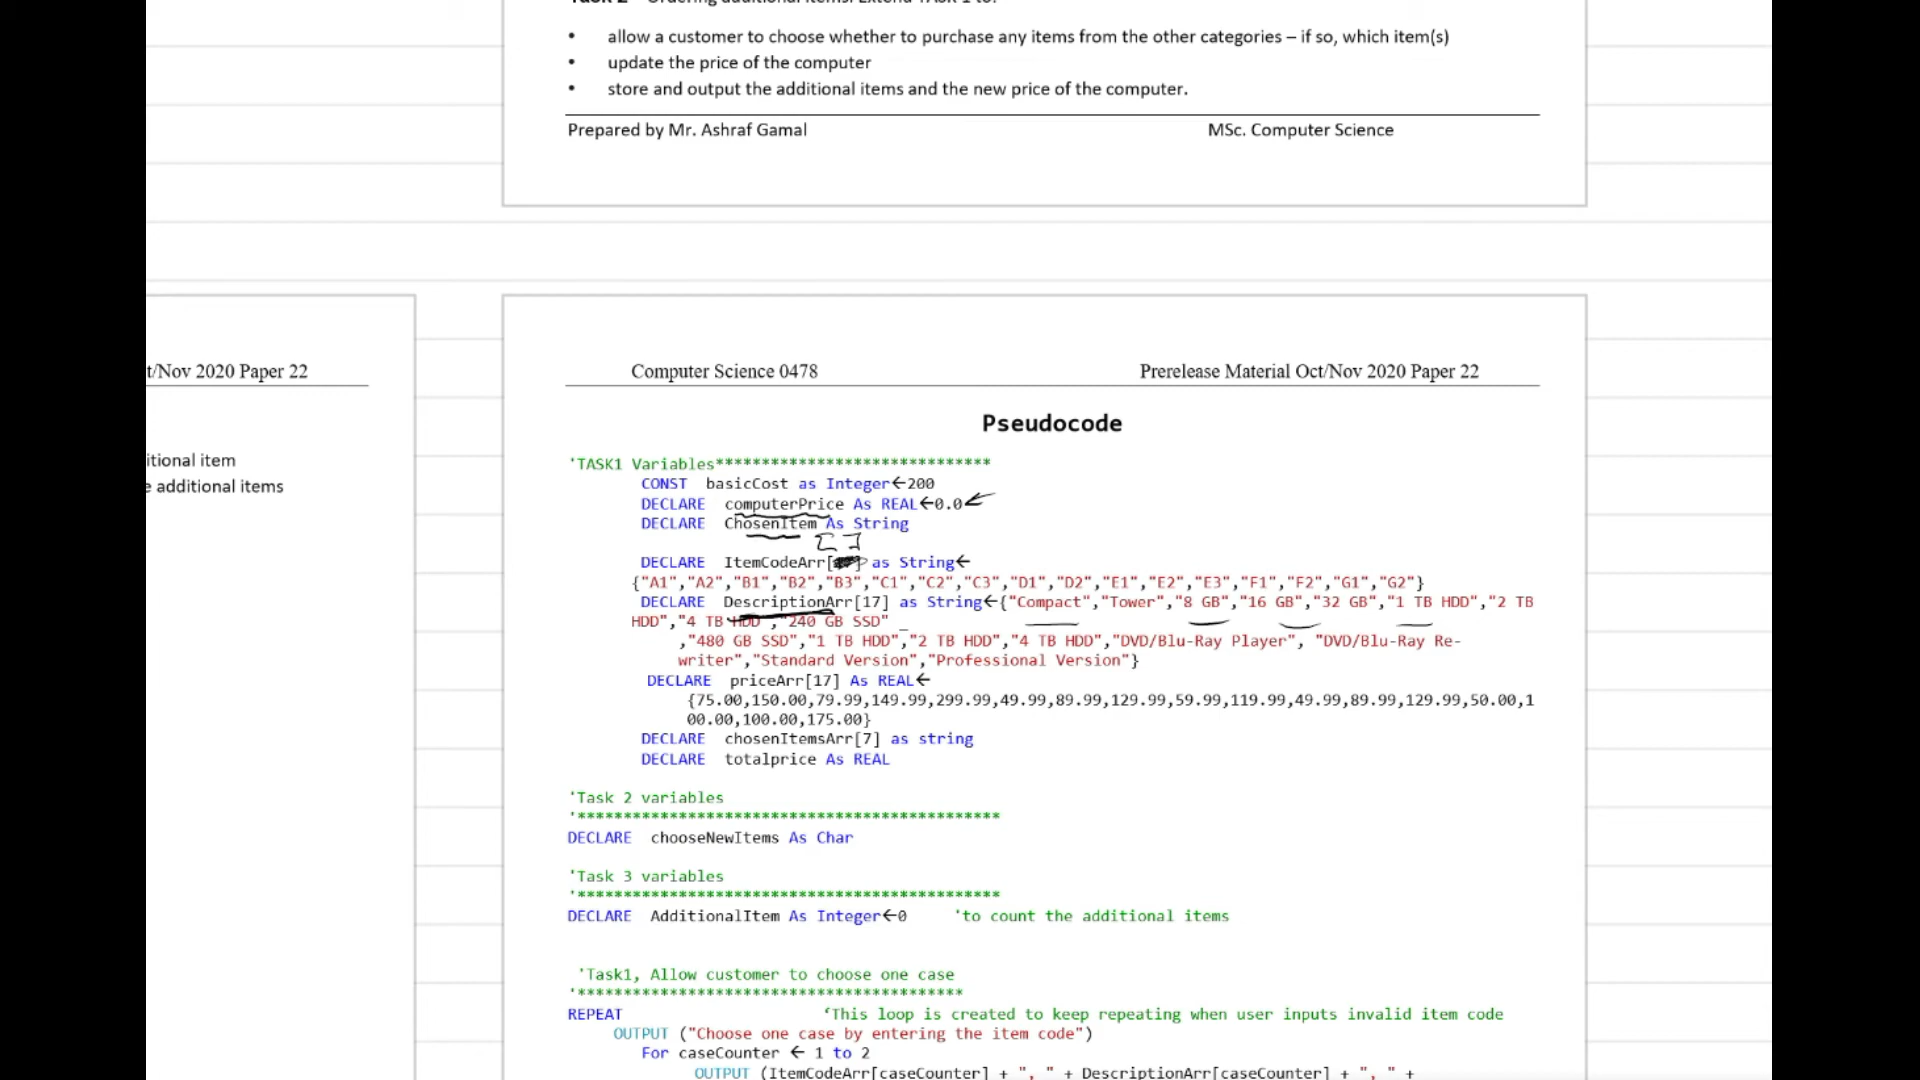 allow a customer to choose whether to purchase any items from the other categories – if so, which item(s)
• update the price of the computer
• store and output the additional items and the new price of the computer.
Prepared by Mr. Ashraf Gamal MSc. Computer Science
t/Nov 2020 Paper 22
itional item
e additional items
Computer Science 0478 Prerelease Material Oct/Nov 2020 Paper 22
Pseudocode
'TASK1 Variables******************************
CONST basicCost as Integer←200
DECLARE computerPrice As REAL←0.0
DECLARE ChosenItem As String
[ ]
DECLARE ItemCodeArr[ ] as String←
{"A1","A2","B1","B2","B3","C1","C2","C3","D1","D2","E1","E2","E3","F1","F2","G1","G2"}
DECLARE DescriptionArr[17] as String←{"Compact","Tower","8 GB","16 GB","32 GB","1 TB HDD","2 TB
HDD","4 TB HDD","240 GB SSD" _
,"480 GB SSD","1 TB HDD","2 TB HDD","4 TB HDD","DVD/Blu-Ray Player", "DVD/Blu-Ray Re-
writer","Standard Version","Professional Version"}
DECLARE priceArr[17] As REAL←
{75.00,150.00,79.99,149.99,299.99,49.99,89.99,129.99,59.99,119.99,49.99,89.99,129.99,50.00,1
00.00,100.00,175.00}
DECLARE chosenItemsArr[7] as string
DECLARE totalprice As REAL
'Task 2 variables
'**********************************************
DECLARE chooseNewItems As Char
'Task 3 variables
'**********************************************
DECLARE AdditionalItem As Integer←0 'to count the additional items
'Task1, Allow customer to choose one case
'******************************************
REPEAT ‘This loop is created to keep repeating when user inputs invalid item code
OUTPUT ("Choose one case by entering the item code")
For caseCounter ← 1 to 2
OUTPUT (ItemCodeArr[caseCounter] + ", " + DescriptionArr[caseCounter] + ", " +